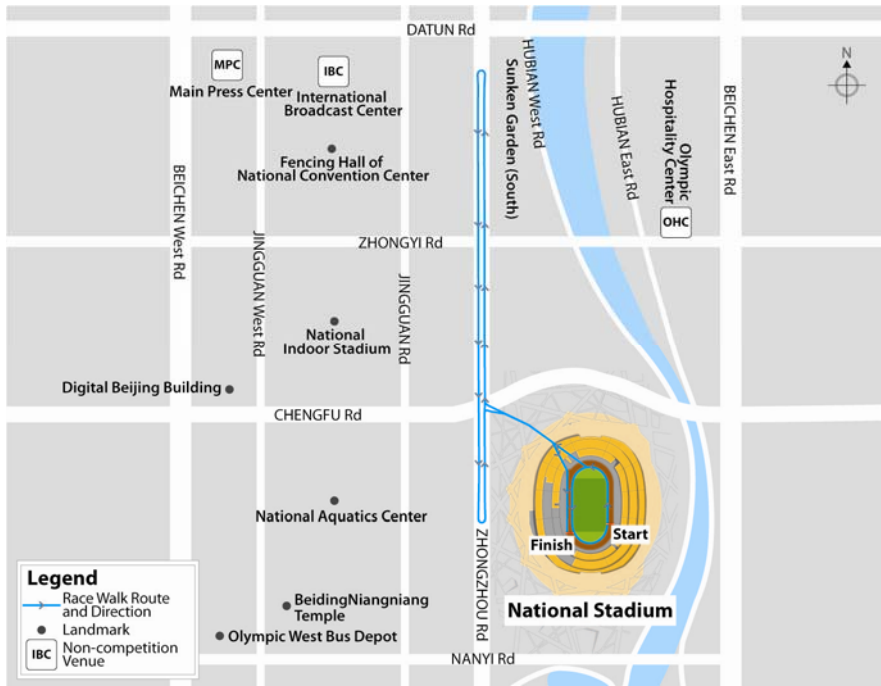 DATUN Rd
MPC
Main Press Center
IBC
International
Broadcast Center
Fencing Hall of
National Convention Center
Sunken Garden (South)
HUBIAN West Rd
HUBIAN East Rd
Olympic
Hospitality Center
OHC
BEICHEN East Rd
N
BEICHEN West Rd
JINGGUAN West Rd
ZHONGYI Rd
JINGGUAN Rd
National
Indoor Stadium
Digital Beijing Building
CHENGFU Rd
National Aquatics Center
Finish
Start
ZHONGZHOU Rd
National Stadium
BeidingNiangniang
Temple
Olympic West Bus Depot
NANYI Rd
Legend
Race Walk Route
and Direction
Landmark
IBC
Non-competition
Venue